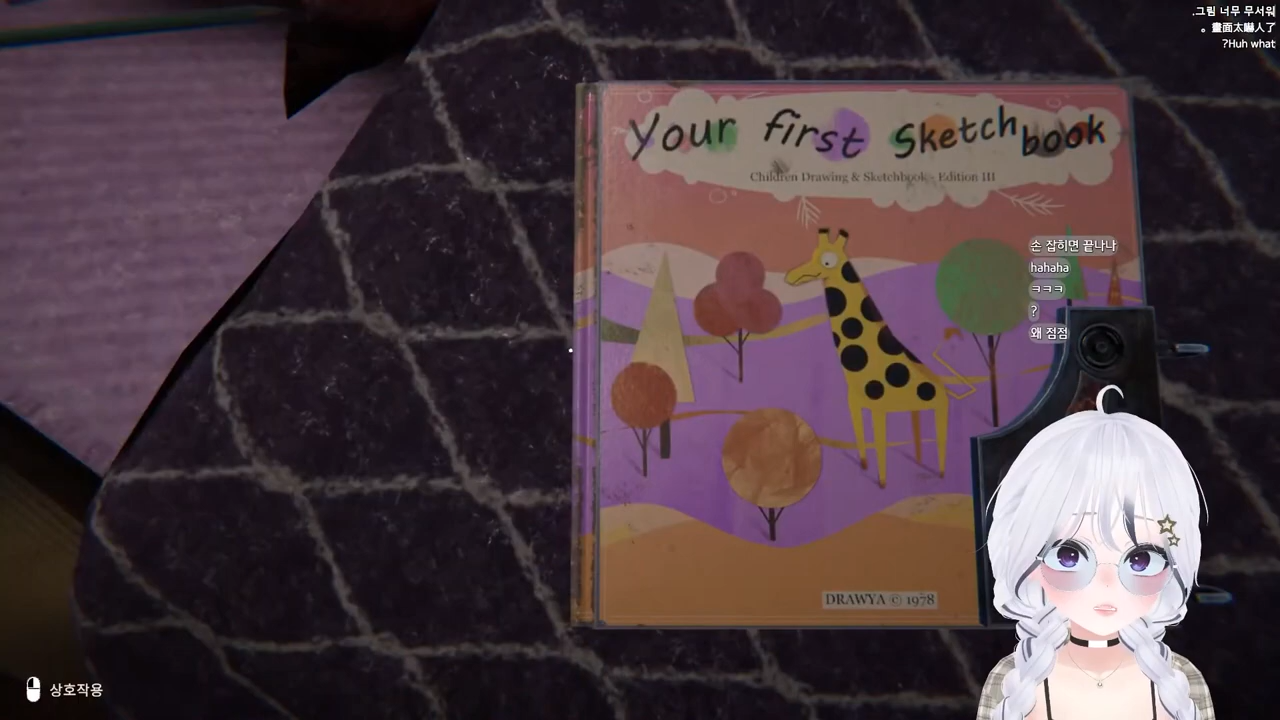 그림 너무 무서워.
畫面太嚇人了。
Huh what?
Your first Sketchbook
Children Drawing & Sketchbook - Edition III
손 잡히면 끝나나
hahaha
ㅋㅋㅋ
?
왜 점점
DRAWYA © 1978
상호작용